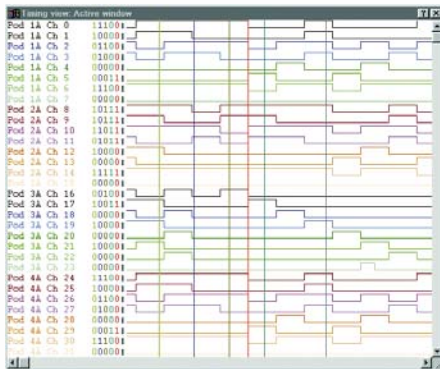 Timing view: Active window
Pod 1A Ch 0 11100
Pod 1A Ch 1 10000
Pod 1A Ch 2 01100
Pod 1A Ch 3 01000
Pod 1A Ch 4 00001
Pod 1A Ch 5 00011
Pod 1A Ch 6 11100
Pod 1A Ch 7 00000
Pod 2A Ch 8 10111
Pod 2A Ch 9 10111
Pod 2A Ch 10 11011
Pod 2A Ch 11 01011
Pod 2A Ch 12 10000
Pod 2A Ch 13 00000
Pod 2A Ch 14 11111
Pod 3A Ch 16 00100
Pod 3A Ch 17 00011
Pod 3A Ch 18 00000
Pod 3A Ch 19 10000
Pod 3A Ch 20 00000
Pod 3A Ch 21 10000
Pod 3A Ch 22 00000
Pod 3A Ch 23 00000
Pod 4A Ch 24 11100
Pod 4A Ch 25 10000
Pod 4A Ch 26 01100
Pod 4A Ch 27 01000
Pod 4A Ch 28 00001
Pod 4A Ch 29 00011
Pod 4A Ch 30 11100